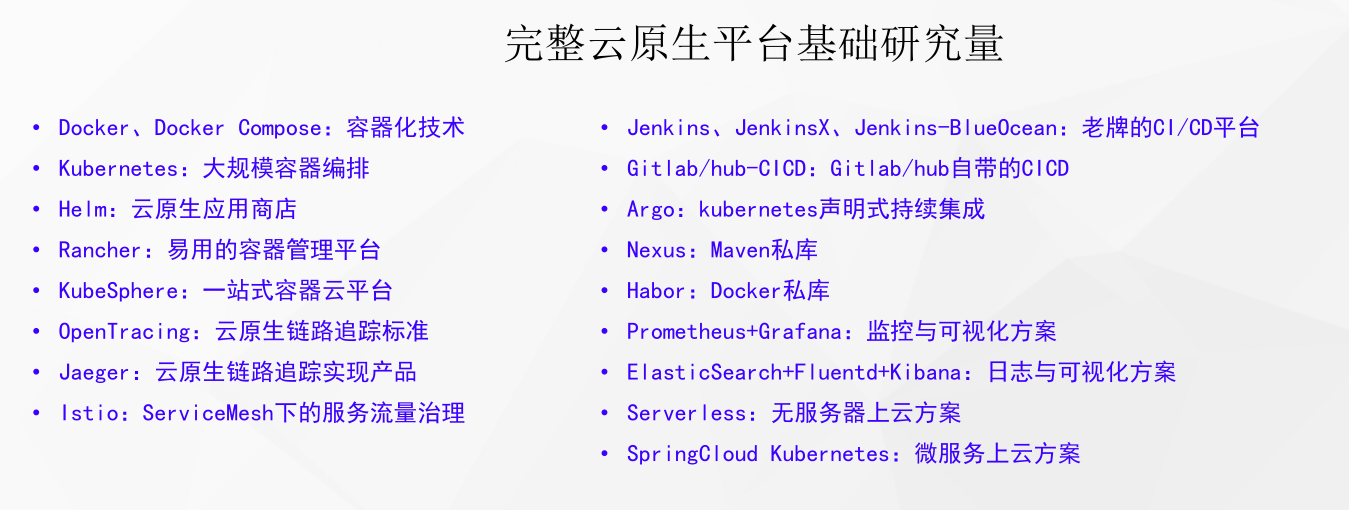 完整云原生平台基础研究量
• Docker、Docker Compose：容器化技术
• Kubernetes：大规模容器编排
• Helm：云原生应用商店
• Rancher：易用的容器管理平台
• KubeSphere：一站式容器云平台
• OpenTracing：云原生链路追踪标准
• Jaeger：云原生链路追踪实现产品
• Istio：ServiceMesh下的服务流量治理
• Jenkins、JenkinsX、Jenkins-BlueOcean：老牌的CI/CD平台
• Gitlab/hub-CICD：Gitlab/hub自带的CICD
• Argo：kubernetes声明式持续集成
• Nexus：Maven私库
• Habor：Docker私库
• Prometheus+Grafana：监控与可视化方案
• ElasticSearch+Fluentd+Kibana：日志与可视化方案
• Serverless：无服务器上云方案
• SpringCloud Kubernetes：微服务上云方案